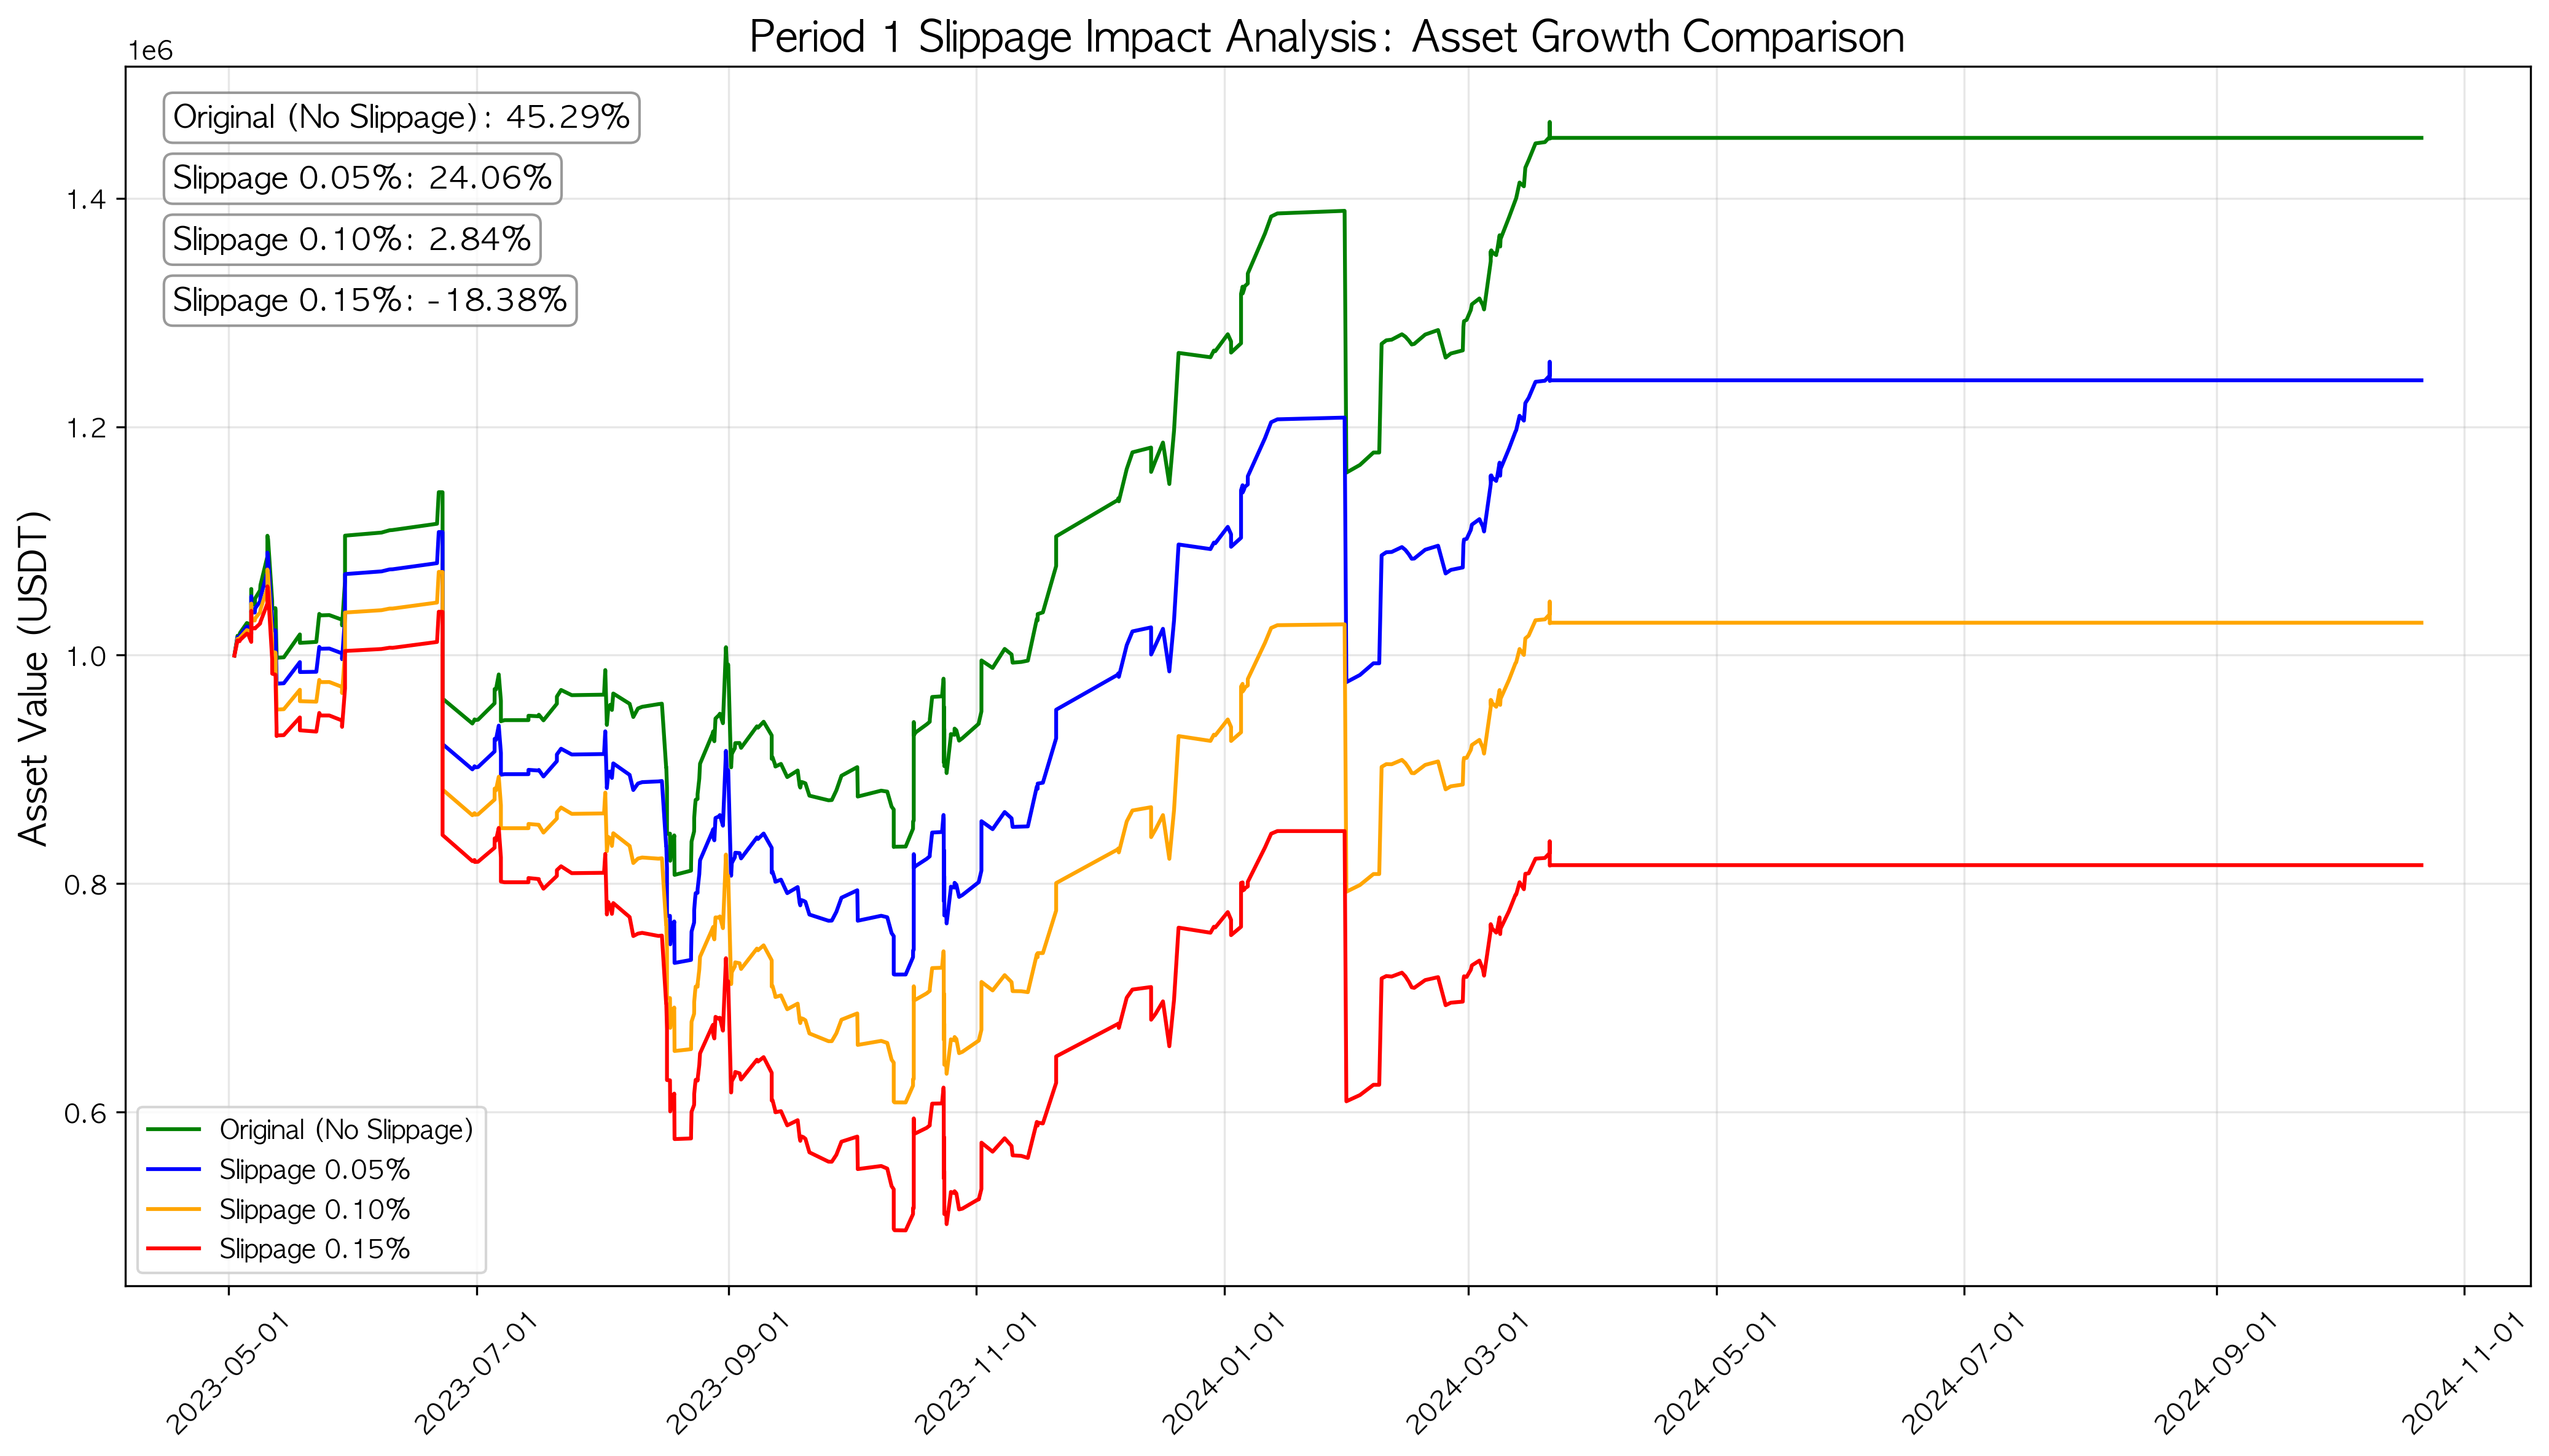 Period 1 Slippage Impact Analysis: Asset Growth Comparison
1e6
Original (No Slippage): 45.29%
Slippage 0.05%: 24.06%
Slippage 0.10%: 2.84%
Slippage 0.15%: -18.38%
1.4
1.2
1.0
0.8
0.6
Asset Value (USDT)
Original (No Slippage)
Slippage 0.05%
Slippage 0.10%
Slippage 0.15%
2023-05-01
2023-07-01
2023-09-01
2023-11-01
2024-01-01
2024-03-01
2024-05-01
2024-07-01
2024-09-01
2024-11-01